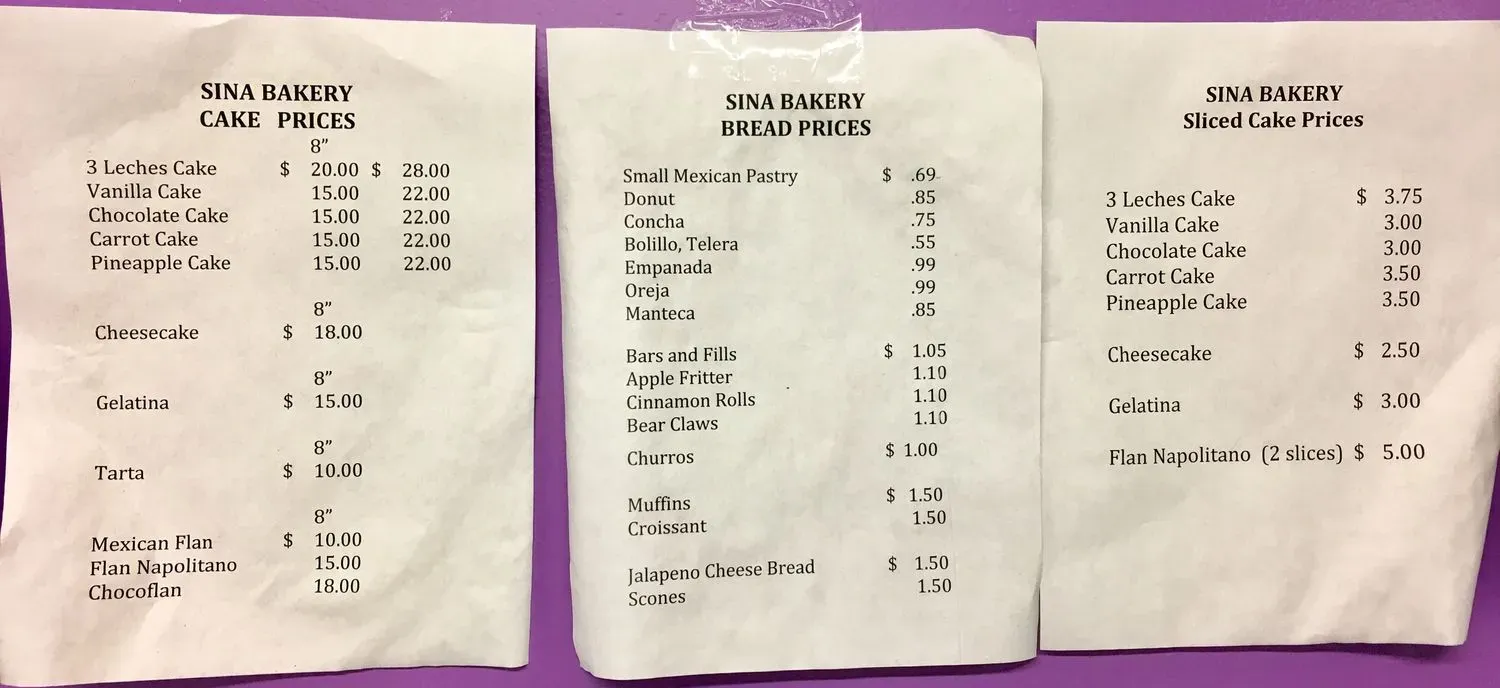 SINA BAKERY
CAKE PRICES
8”
3 Leches Cake $ 20.00 $ 28.00
Vanilla Cake 15.00 22.00
Chocolate Cake 15.00 22.00
Carrot Cake 15.00 22.00
Pineapple Cake 15.00 22.00
8”
Cheesecake $ 18.00
8”
Gelatina $ 15.00
8”
Tarta $ 10.00
8”
Mexican Flan $ 10.00
Flan Napolitano 15.00
Chocoflan 18.00
SINA BAKERY
BREAD PRICES
Small Mexican Pastry $ .69
Donut .85
Concha .75
Bolillo, Telera .55
Empanada .99
Oreja .99
Manteca .85
Bars and Fills $ 1.05
Apple Fritter 1.10
Cinnamon Rolls 1.10
Bear Claws 1.10
Churros $ 1.00
Muffins $ 1.50
Croissant 1.50
Jalapeno Cheese Bread $ 1.50
Scones 1.50
SINA BAKERY
Sliced Cake Prices
3 Leches Cake $ 3.75
Vanilla Cake 3.00
Chocolate Cake 3.00
Carrot Cake 3.50
Pineapple Cake 3.50
Cheesecake $ 2.50
Gelatina $ 3.00
Flan Napolitano (2 slices) $ 5.00